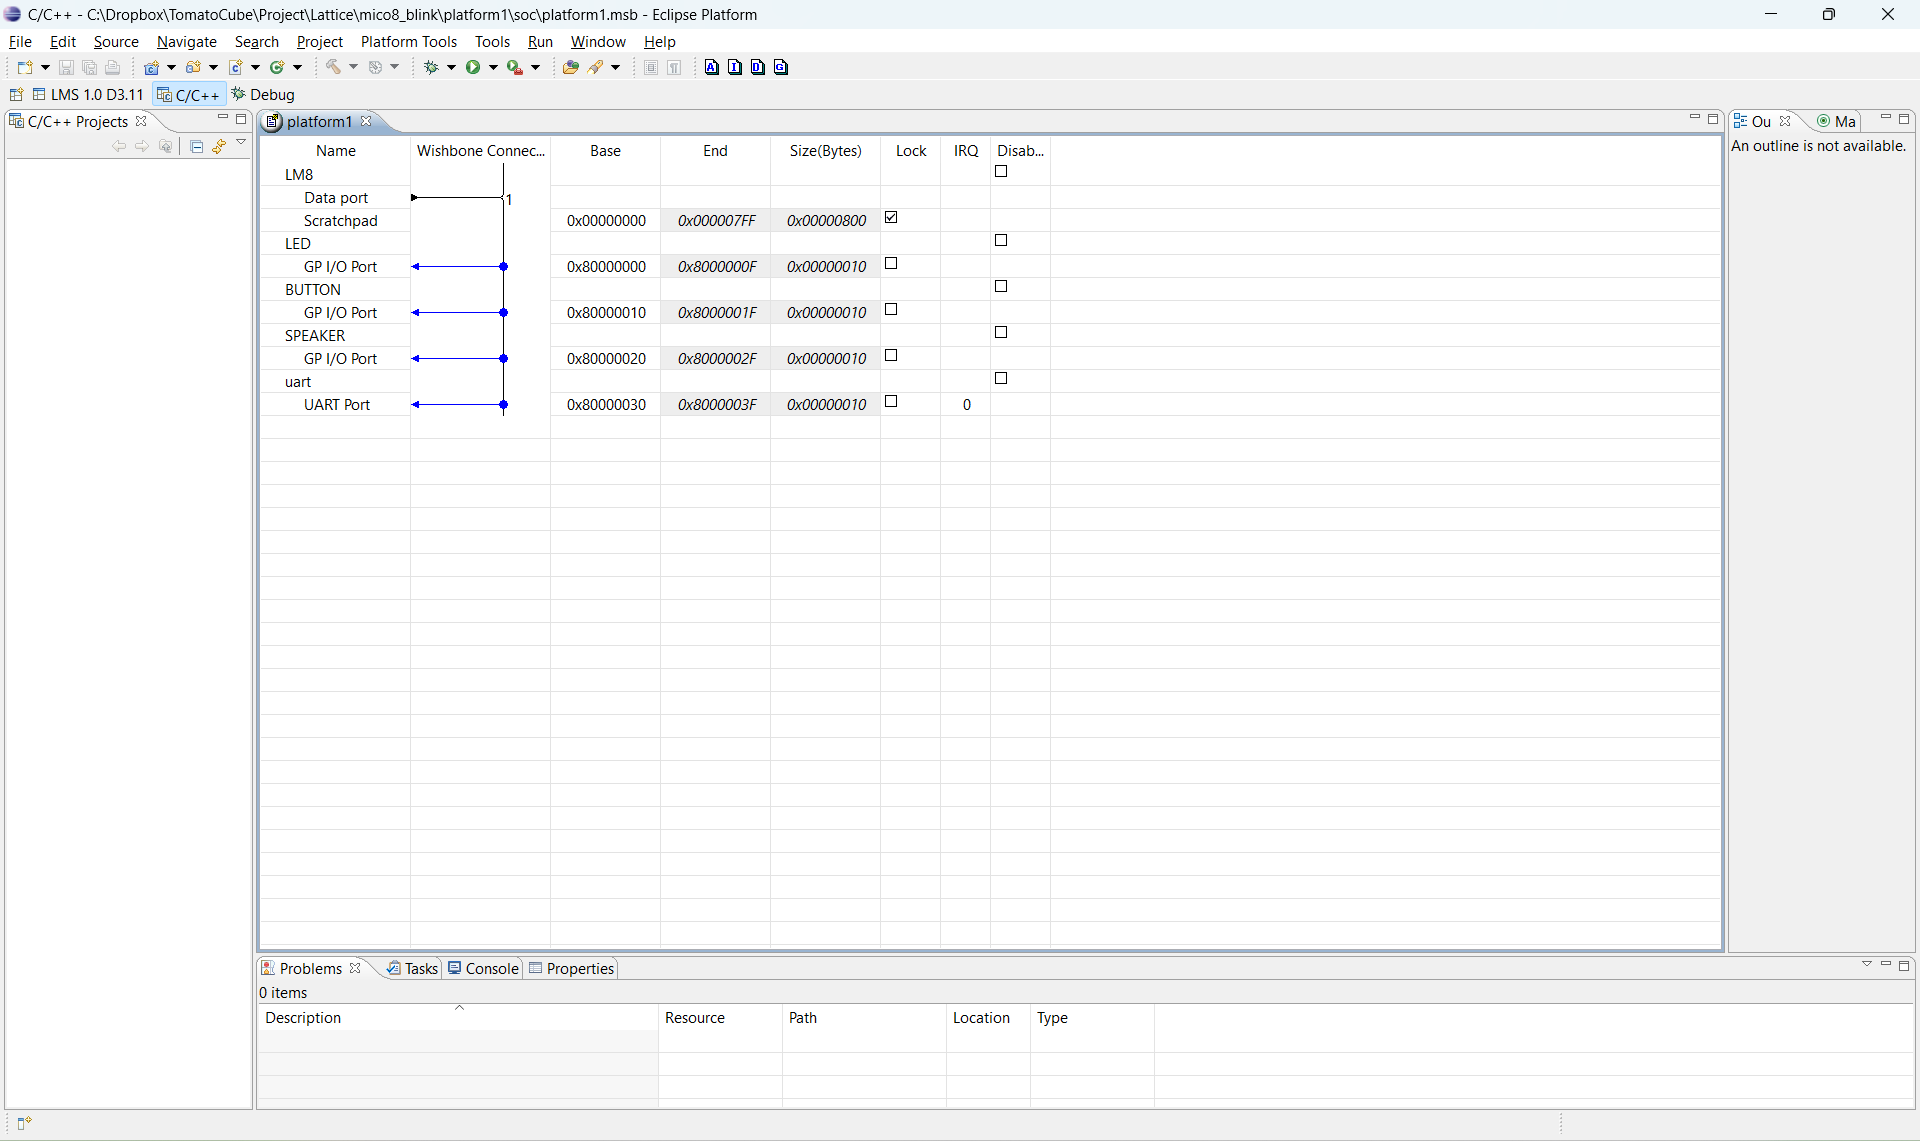 C/C++ - C:\Dropbox\TomatoCube\Project\Lattice\mico8_blink\platform1\soc\platform1.msb - Eclipse Platform
File Edit Source Navigate Search Project Platform Tools Tools Run Window Help
LMS 1.0 D3.11 C/C++ Debug
C/C++ Projects
platform1
Ou Ma
An outline is not available.
Name Wishbone Connec... Base End Size(Bytes) Lock IRQ Disab...
LM8
Data port 1
Scratchpad 0x00000000 0x000007FF 0x00000800
LED
GP I/O Port 0x80000000 0x8000000F 0x00000010
BUTTON
GP I/O Port 0x80000010 0x8000001F 0x00000010
SPEAKER
GP I/O Port 0x80000020 0x8000002F 0x00000010
uart
UART Port 0x80000030 0x8000003F 0x00000010 0
Problems Tasks Console Properties
0 items
Description Resource Path Location Type